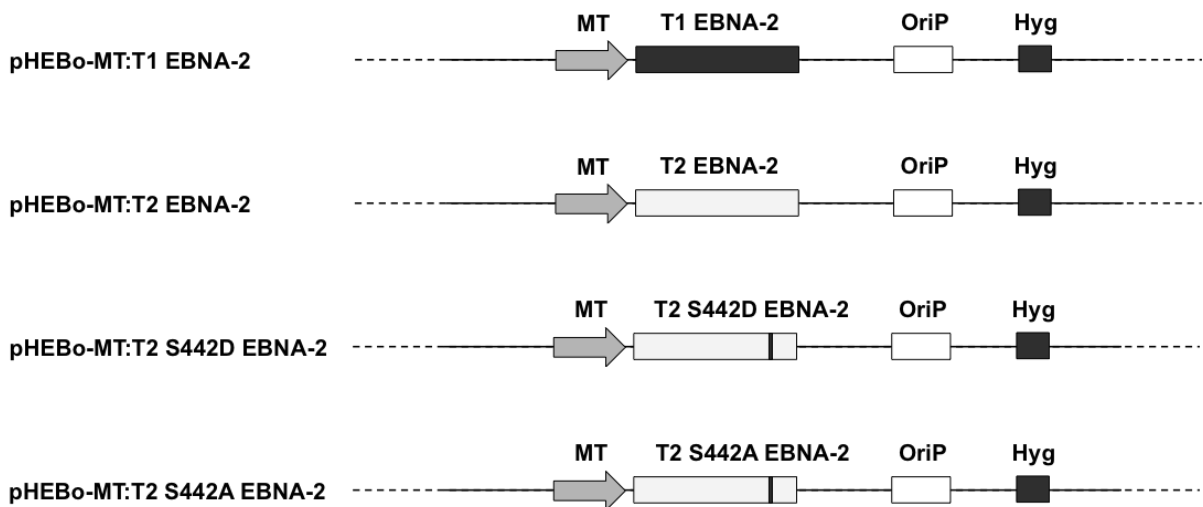 MT T1 EBNA-2 OriP Hyg
pHEBo-MT:T1 EBNA-2
MT T2 EBNA-2 OriP Hyg
pHEBo-MT:T2 EBNA-2
MT T2 S442D EBNA-2 OriP Hyg
pHEBo-MT:T2 S442D EBNA-2
MT T2 S442A EBNA-2 OriP Hyg
pHEBo-MT:T2 S442A EBNA-2